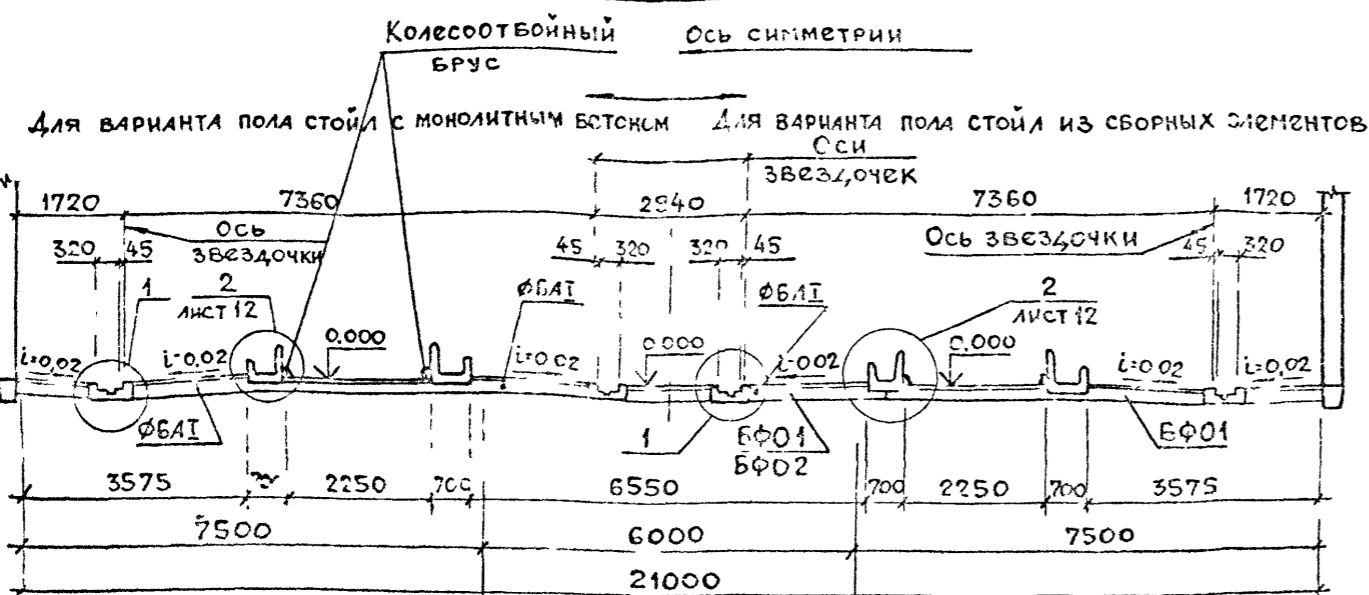 Колесоотбойный
брус
Ось симметрии
Для варианта пола стойл с монолитным бетоном
Для варианта пола стойл из сборных элементов
Оси
звездочек
1720
7360
2940
7360
1720
Ось
звездочки
Ось звездочки
320
45
45
320
320
45
45
320
1
2
лист 12
Ø6АI
Ø6АI
2
лист 12
i=0,02
i=0,02
0.000
i=0,02
0.000
i=0,02
0.000
i=0,02
i=0,02
Ø6АI
1
БФ01
БФ02
БФ01
3575
2250
700
6550
700
2250
700
3575
7500
6000
7500
21000